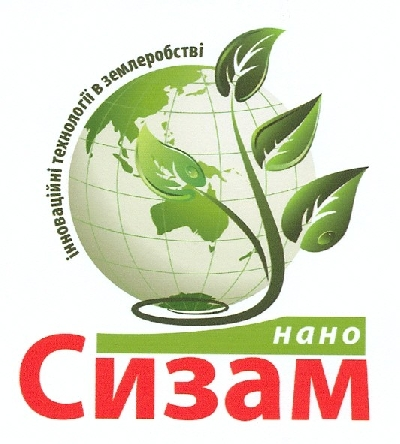 інноваційні технології в землеробстві
нано
Сизам